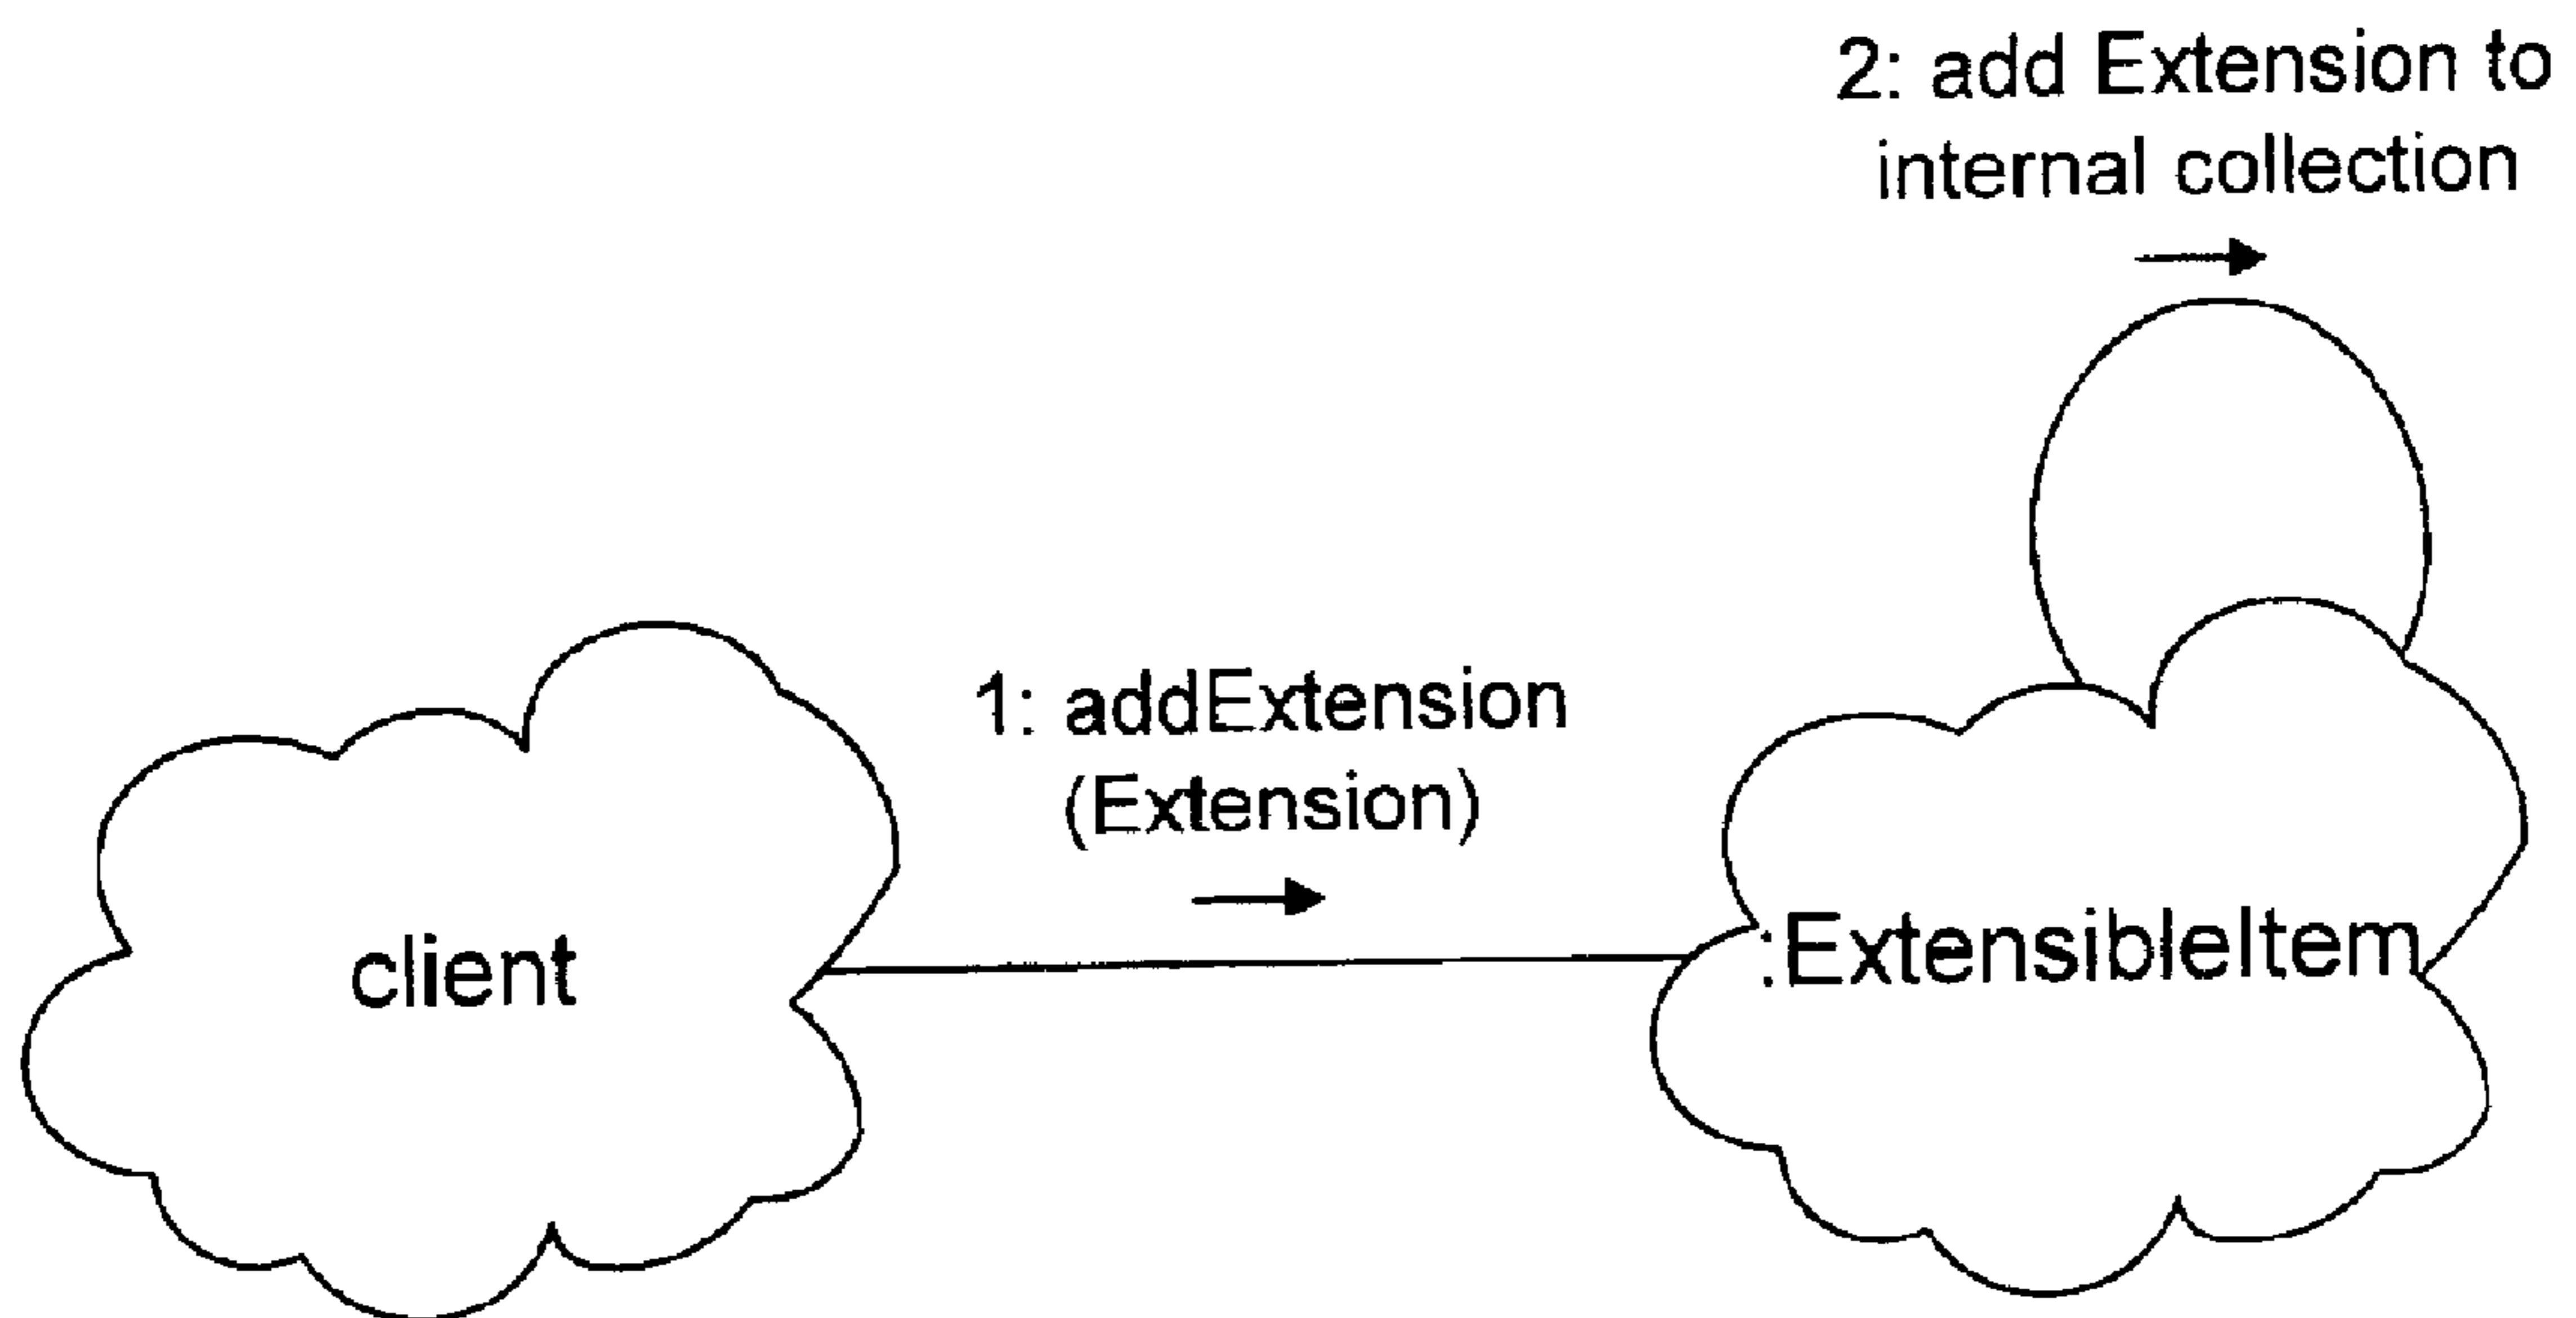 2: add Extension to
internal collection
1: addExtension
(Extension)
client
:ExtensibleItem